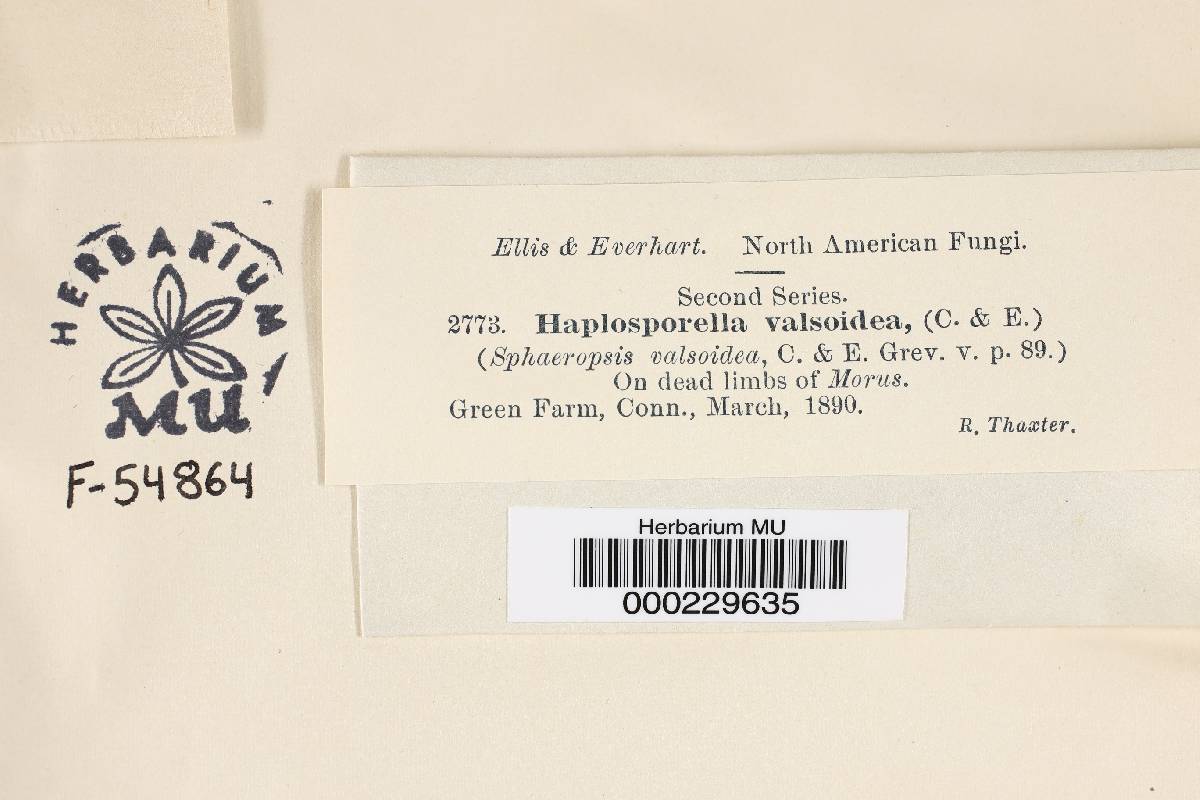 HERBARIUM
MU
F-54864
Ellis & Everhart. North American Fungi.
Second Series.
2773. Haplosporella valsoidea, (C. & E.)
(Sphaeropsis valsoidea, C. & E. Grev. v. p. 89.)
On dead limbs of Morus.
Green Farm, Conn., March, 1890.
R. Thaxter.
Herbarium MU
000229635